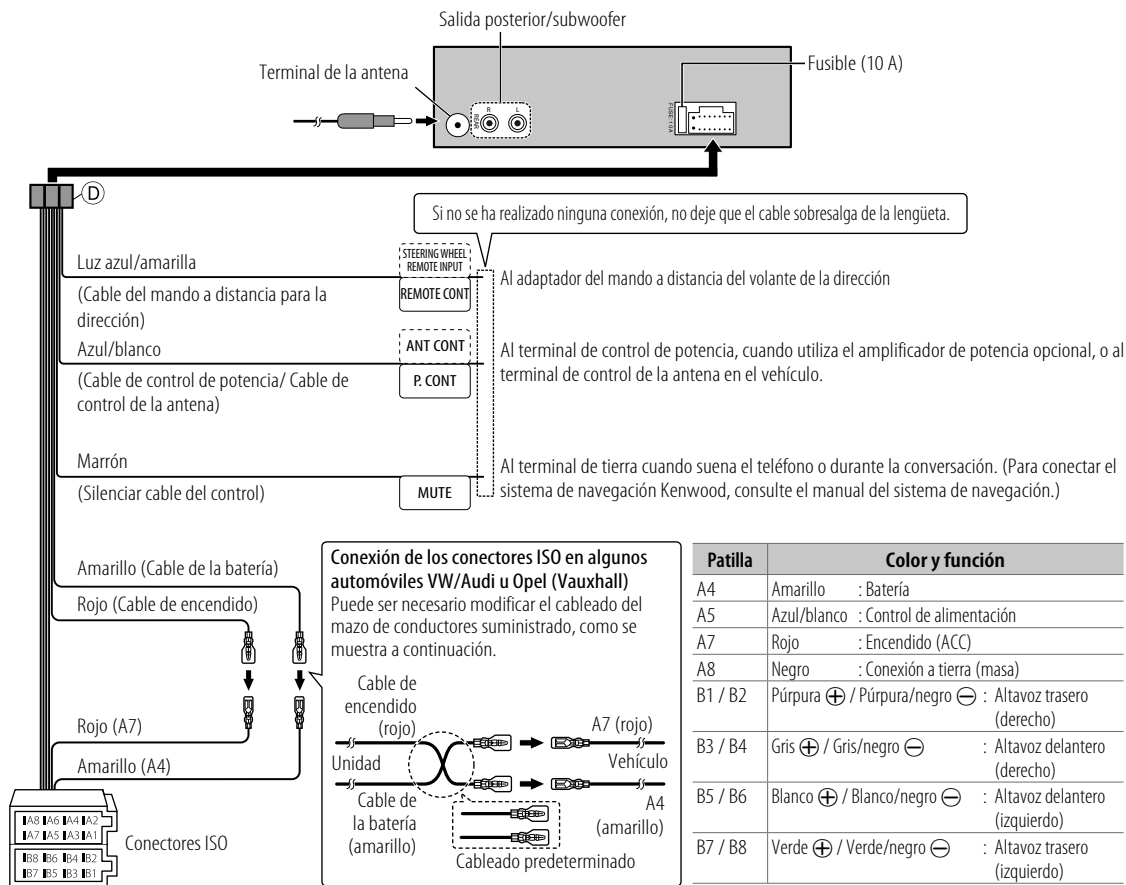 Salida posterior/subwoofer
Terminal de la antena
Fusible (10 A)
R
L
REAR
FUSE 10A
D
Si no se ha realizado ninguna conexión, no deje que el cable sobresalga de la lengüeta.
Luz azul/amarilla
(Cable del mando a distancia para la
dirección)
STEERING WHEEL
REMOTE INPUT
REMOTE CONT
Al adaptador del mando a distancia del volante de la dirección
Azul/blanco
(Cable de control de potencia/ Cable de
control de la antena)
ANT CONT
P. CONT
Al terminal de control de potencia, cuando utiliza el amplificador de potencia opcional, o al
terminal de control de la antena en el vehículo.
Marrón
(Silenciar cable del control)
MUTE
Al terminal de tierra cuando suena el teléfono o durante la conversación. (Para conectar el
sistema de navegación Kenwood, consulte el manual del sistema de navegación.)
Amarillo (Cable de la batería)
Rojo (Cable de encendido)
Rojo (A7)
Amarillo (A4)
A8 A6 A4 A2
A7 A5 A3 A1
B8 B6 B4 B2
B7 B5 B3 B1
Conectores ISO
Conexión de los conectores ISO en algunos
automóviles VW/Audi u Opel (Vauxhall)
Puede ser necesario modificar el cableado del
mazo de conductores suministrado, como se
muestra a continuación.
Cable de
encendido
(rojo)
A7 (rojo)
Unidad
Vehículo
Cable de
la batería
(amarillo)
A4
(amarillo)
Cableado predeterminado
Patilla Color y función
A4 Amarillo : Batería
A5 Azul/blanco : Control de alimentación
A7 Rojo : Encendido (ACC)
A8 Negro : Conexión a tierra (masa)
B1 / B2 Púrpura ⊕ / Púrpura/negro ⊖ : Altavoz trasero
(derecho)
B3 / B4 Gris ⊕ / Gris/negro ⊖ : Altavoz delantero
(derecho)
B5 / B6 Blanco ⊕ / Blanco/negro ⊖ : Altavoz delantero
(izquierdo)
B7 / B8 Verde ⊕ / Verde/negro ⊖ : Altavoz trasero
(izquierdo)